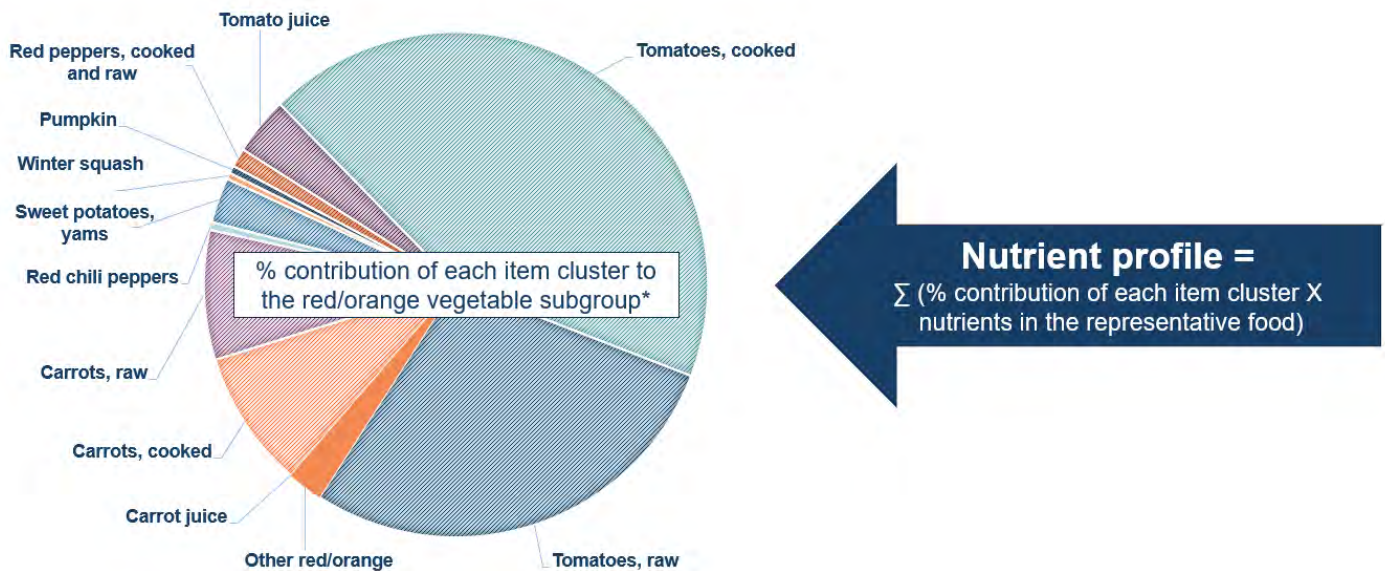 Tomato juice
Red peppers, cooked
and raw
Tomatoes, cooked
Pumpkin
Winter squash
Sweet potatoes,
yams
Red chili peppers
% contribution of each item cluster to
the red/orange vegetable subgroup*
Carrots, raw
Carrots, cooked
Carrot juice
Other red/orange
Tomatoes, raw
Nutrient profile =
∑ (% contribution of each item cluster X
nutrients in the representative food)